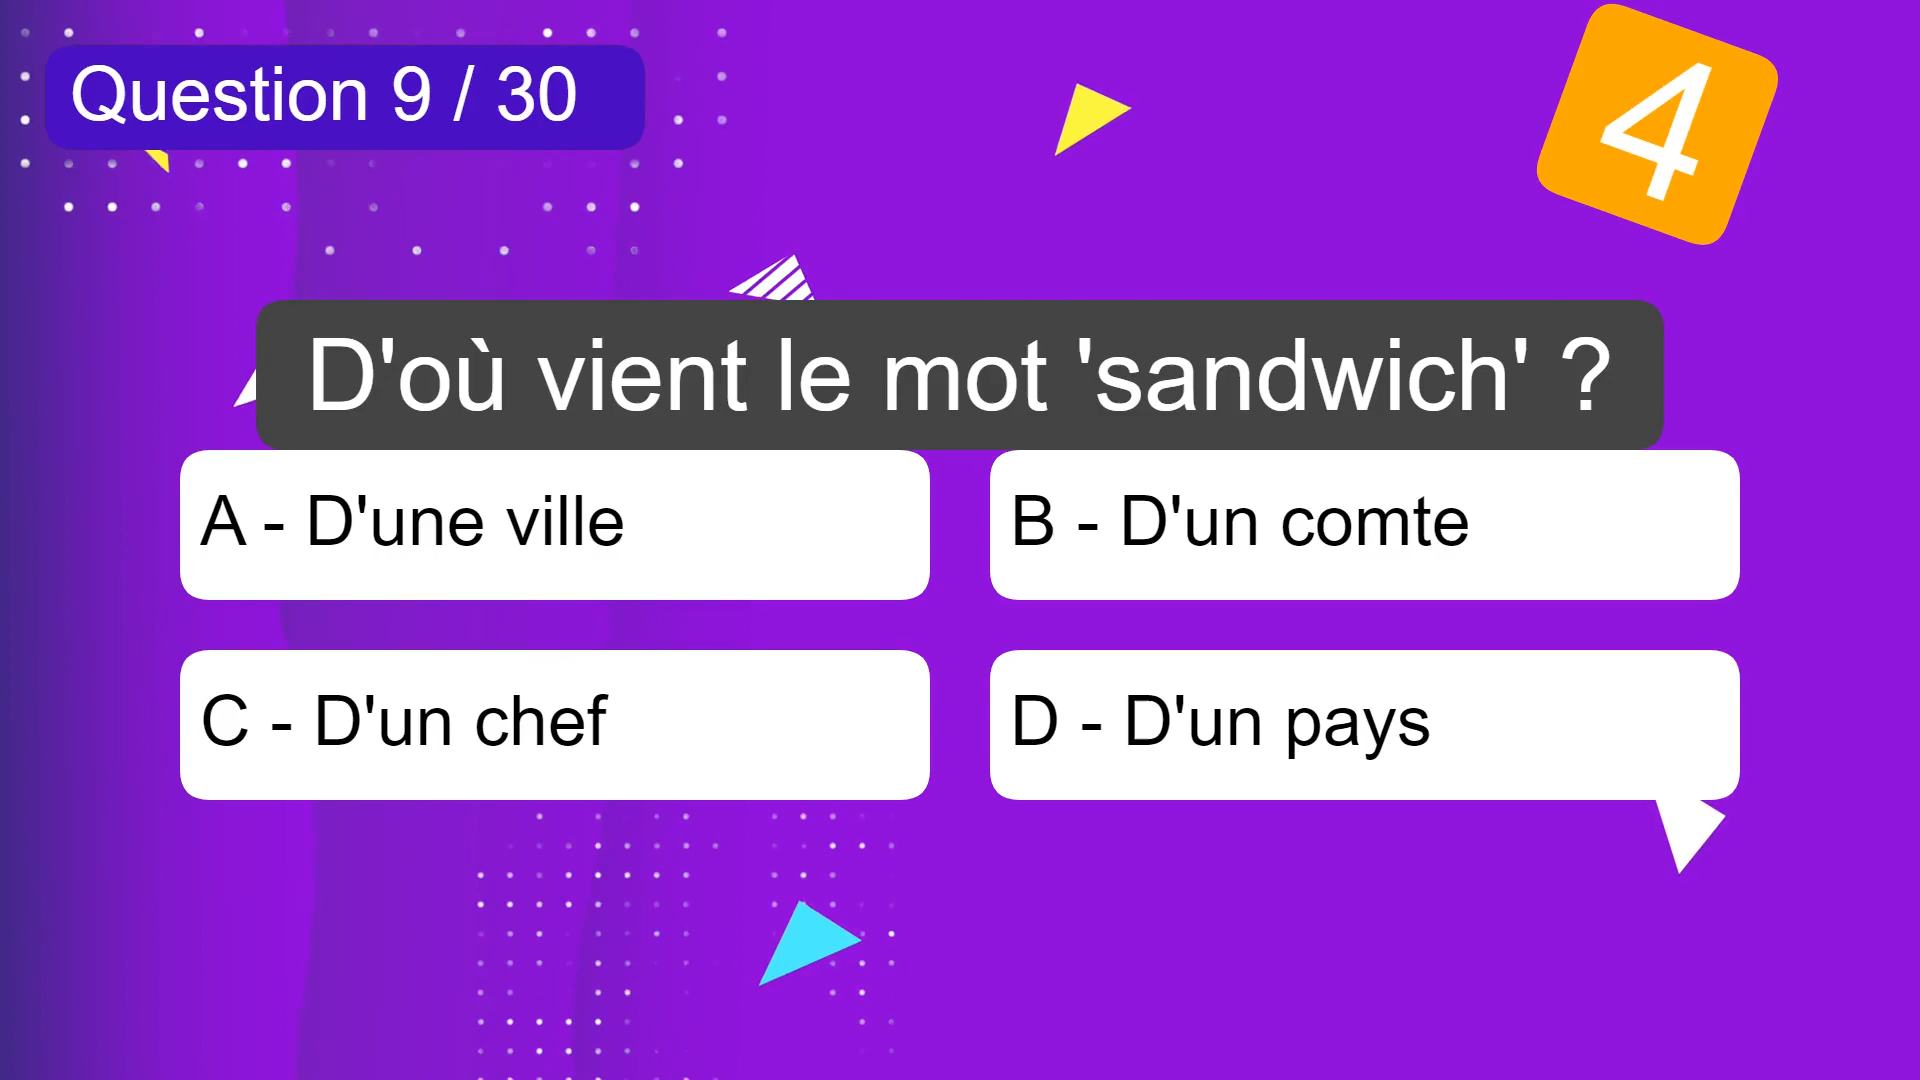 Question 9 / 30
4
D'où vient le mot 'sandwich' ?
A - D'une ville
B - D'un comte
C - D'un chef
D - D'un pays